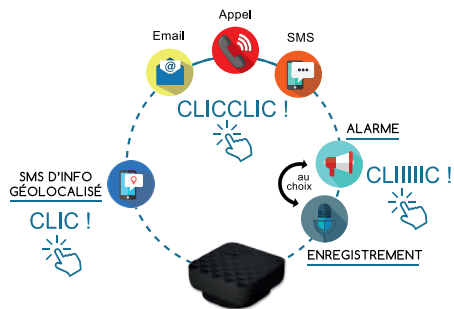 Appel
Email
SMS
CLICCLIC !
ALARME
SMS D'INFO
GÉOLOCALISÉ
CLIC !
au
choix
CLIIIIIC !
ENREGISTREMENT